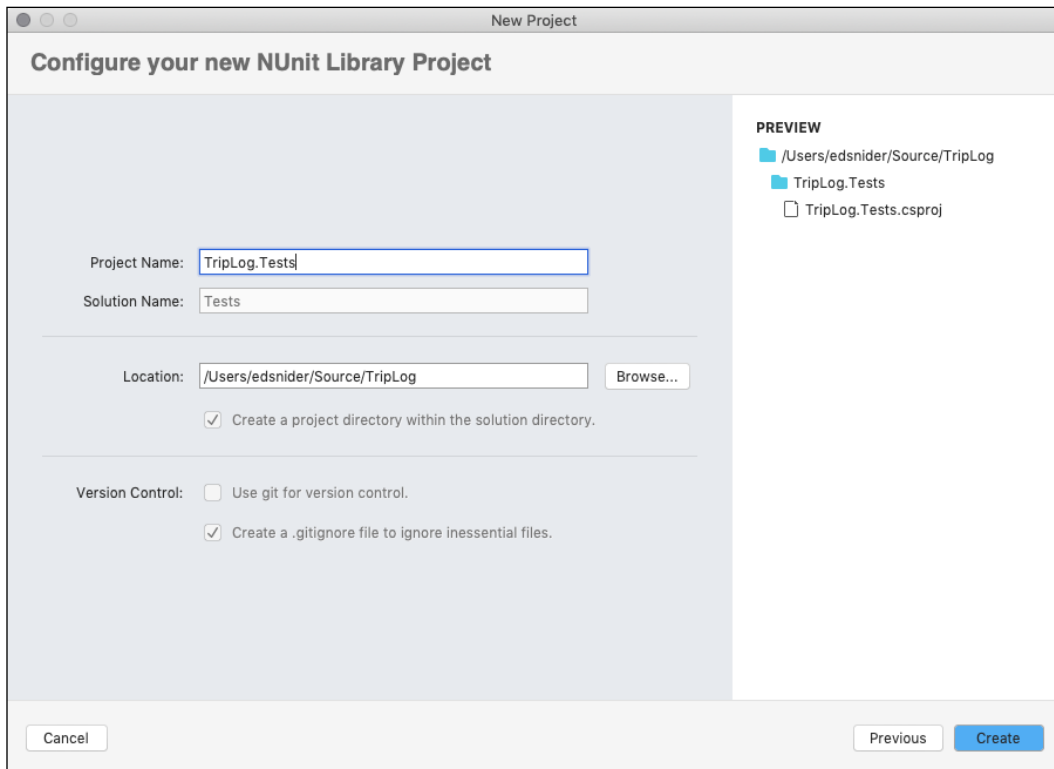 New Project
Configure your new NUnit Library Project
PREVIEW
/Users/edsnider/Source/TripLog
TripLog.Tests
TripLog.Tests.csproj
Project Name: TripLog.Tests
Solution Name: Tests
Location: /Users/edsnider/Source/TripLog Browse...
Create a project directory within the solution directory.
Version Control: Use git for version control.
Create a .gitignore file to ignore inessential files.
Cancel Previous Create